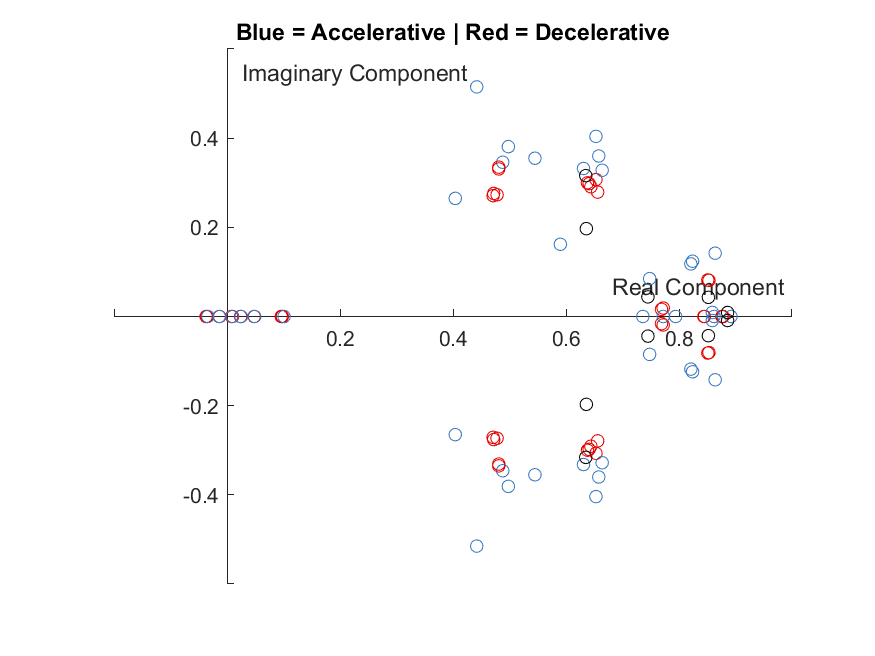 Blue = Accelerative | Red = Decelerative
Imaginary Component
0.4
0.2
Real Component
0.2 0.4 0.6 0.8
-0.2
-0.4